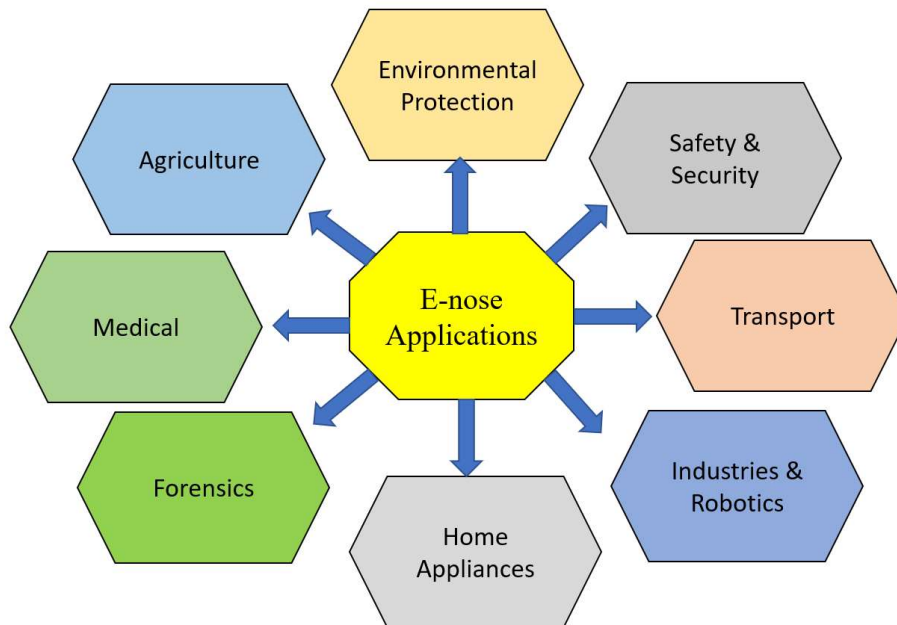 Environmental
Protection
Agriculture
Safety &
Security
E-nose
Applications
Medical
Transport
Forensics
Industries &
Robotics
Home
Appliances